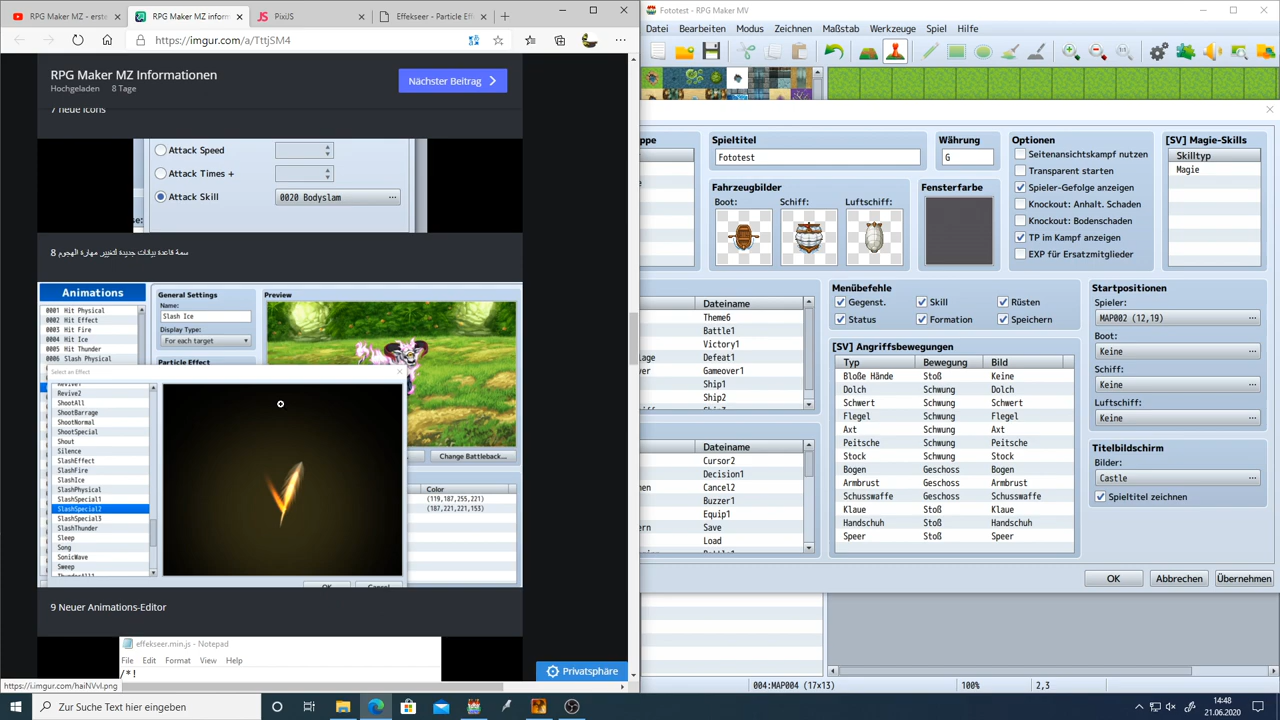 RPG Maker MZ - erste
RPG Maker MZ inform
PixiJS
Effekseer - Particle Ef
https://imgur.com/a/TttjSM4
RPG Maker MZ Informationen
Hochgeladen 8 Tage
Nächster Beitrag
7 neue Icons
Attack Speed
Attack Times +
Attack Skill
0020 Bodyslam
سمة قاعدة بيانات جديدة لتغيير مهارة الهجوم 8
Animations
0001 Hit Physical
0002 Hit Effect
0003 Hit Fire
0004 Hit Ice
0005 Hit Thunder
0006 Slash Physical
General Settings
Name:
Slash Ice
Display Type:
For each target
Particle Effect
Preview
Change Battleback...
Color
(119,187,255,221)
(187,221,221,153)
Select an Effect
Revive1
Revive2
ShootAll
ShootBarrage
ShootNormal
ShootSpecial
Shout
Silence
SlashEffect
SlashFire
SlashIce
SlashPhysical
SlashSpecial1
SlashSpecial2
SlashSpecial3
SlashThunder
Sleep
Song
SonicWave
Sweep
ThunderAll1
OK
Cancel
9 Neuer Animations-Editor
effekseer.min.js - Notepad
File Edit Format View Help
/*!
Privatsphäre
https://i.imgur.com/haiNVvl.png
Fototest - RPG Maker MV
Datei Bearbeiten Modus Zeichnen Maßstab Werkzeuge Spiel Hilfe
ppe
Spieltitel
Fototest
Währung
G
Fahrzeugbilder
Boot:
Schiff:
Luftschiff:
Fensterfarbe
Optionen
Seitenansichtskampf nutzen
Transparent starten
Spieler-Gefolge anzeigen
Knockout: Anhalt. Schaden
Knockout: Bodenschaden
TP im Kampf anzeigen
EXP für Ersatzmitglieder
[SV] Magie-Skills
Skilltyp
Magie
Dateiname
Theme6
Battle1
Victory1
Defeat1
Gameover1
Ship1
Ship2
Cursor2
Decision1
Cancel2
Buzzer1
Equip1
Save
Load
Menübefehle
Gegenst.
Skill
Rüsten
Status
Formation
Speichern
[SV] Angriffsbewegungen
Typ Bewegung Bild
Bloße Hände Stoß Keine
Dolch Schwung Dolch
Schwert Schwung Schwert
Flegel Schwung Flegel
Axt Schwung Axt
Peitsche Schwung Peitsche
Stock Schwung Stock
Bogen Geschoss Bogen
Armbrust Geschoss Armbrust
Schusswaffe Geschoss Schusswaffe
Klaue Stoß Klaue
Handschuh Stoß Handschuh
Speer Stoß Speer
Startpositionen
Spieler:
MAP002 (12,19)
Boot:
Keine
Schiff:
Keine
Luftschiff:
Keine
Titelbildschirm
Bilder:
Castle
Spieltitel zeichnen
OK
Abbrechen
Übernehmen
004:MAP004 (17×13)
100%
2,3
Zur Suche Text hier eingeben
14:48
21.06.2020